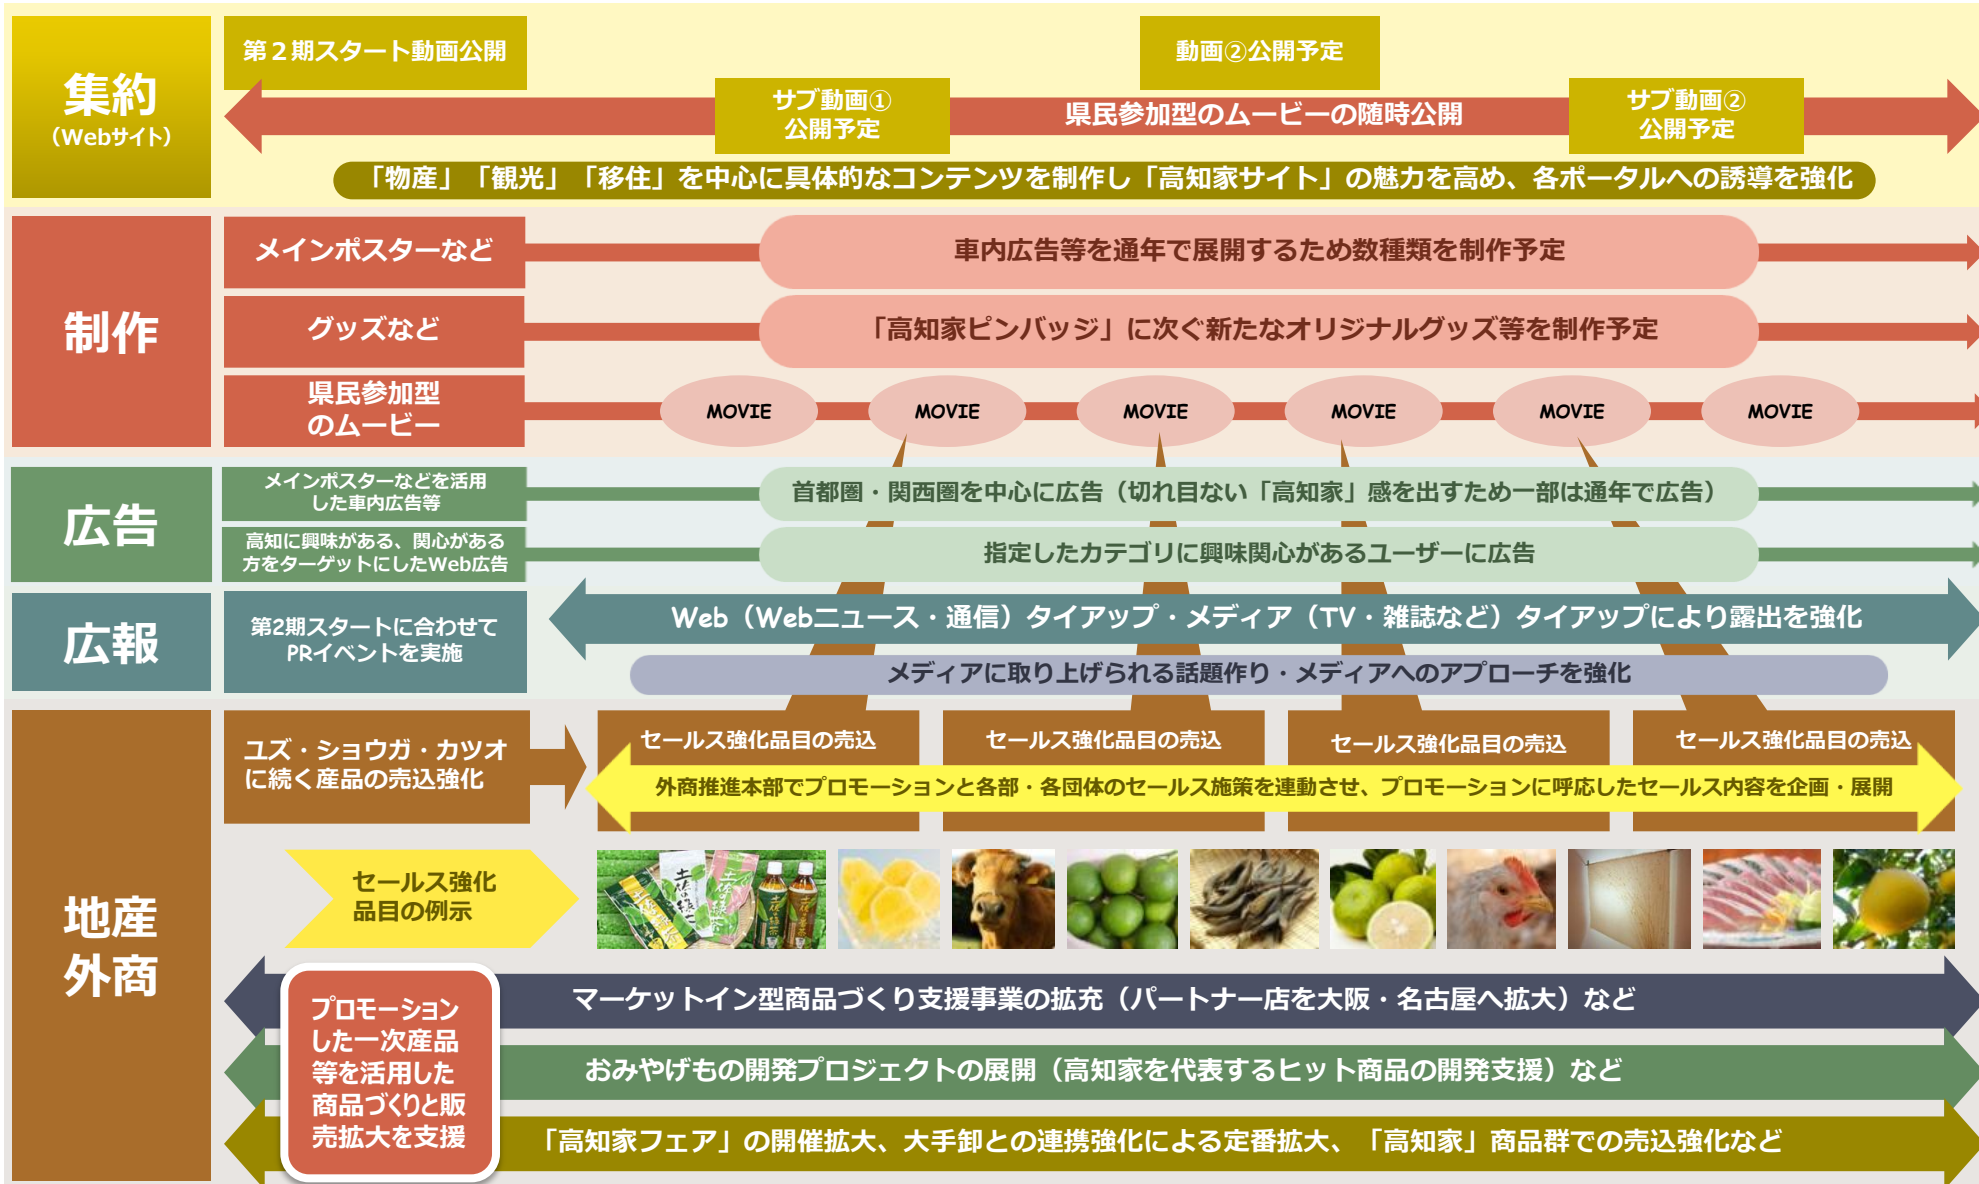 集約
（Webサイト）
第２期スタート動画公開
動画②公開予定
サブ動画①
公開予定
県民参加型のムービーの随時公開
サブ動画②
公開予定
「物産」「観光」「移住」を中心に具体的なコンテンツを制作し「高知家サイト」の魅力を高め、各ポータルへの誘導を強化
制作
メインポスターなど
車内広告等を通年で展開するため数種類を制作予定
グッズなど
「高知家ピンバッジ」に次ぐ新たなオリジナルグッズ等を制作予定
県民参加型
のムービー
MOVIE
MOVIE
MOVIE
MOVIE
MOVIE
MOVIE
広告
メインポスターなどを活用
した車内広告等
首都圏・関西圏を中心に広告（切れ目ない「高知家」感を出すため一部は通年で広告）
高知に興味がある、関心がある
方をターゲットにしたWeb広告
指定したカテゴリに興味関心があるユーザーに広告
広報
第2期スタートに合わせて
PRイベントを実施
Web（Webニュース・通信）タイアップ・メディア（TV・雑誌など）タイアップにより露出を強化
メディアに取り上げられる話題作り・メディアへのアプローチを強化
地産
外商
ユズ・ショウガ・カツオ
に続く産品の売込強化
セールス強化品目の売込
セールス強化品目の売込
セールス強化品目の売込
セールス強化品目の売込
外商推進本部でプロモーションと各部・各団体のセールス施策を連動させ、プロモーションに呼応したセールス内容を企画・展開
セールス強化
品目の例示
プロモーション
した一次産品
等を活用した
商品づくりと販
売拡大を支援
マーケットイン型商品づくり支援事業の拡充（パートナー店を大阪・名古屋へ拡大）など
おみやげもの開発プロジェクトの展開（高知家を代表するヒット商品の開発支援）など
「高知家フェア」の開催拡大、大手卸との連携強化による定番拡大、「高知家」商品群での売込強化など